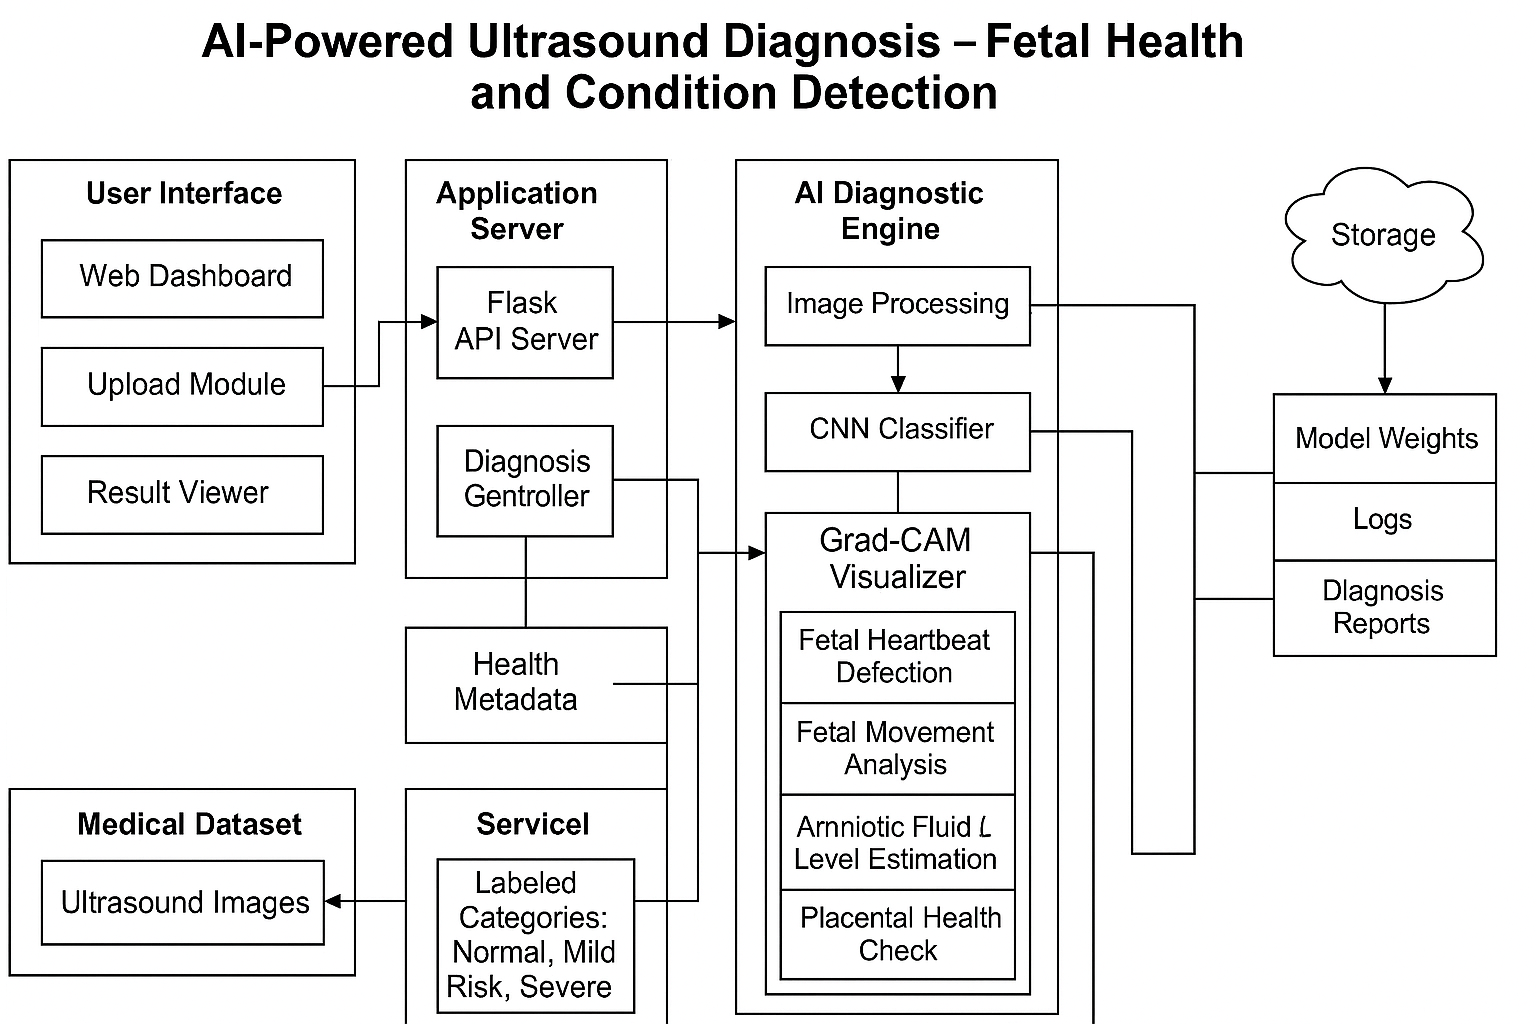 AI-Powered Ultrasound Diagnosis – Fetal Health
and Condition Detection
User Interface
Web Dashboard
Upload Module
Result Viewer
Application
Server
Flask
API Server
Diagnosis
Gentroller
Health
Metadata
AI Diagnostic
Engine
Image Processing
CNN Classifier
Grad-CAM
Visualizer
Fetal Heartbeat
Defection
Fetal Movement
Analysis
Arnniotic Fluid L
Level Estimation
Placental Health
Check
Storage
Model Weights
Logs
Dlagnosis
Reports
Medical Dataset
Ultrasound Images
Servicel
Labeled
Categories:
Normal, Mild
Risk, Severe